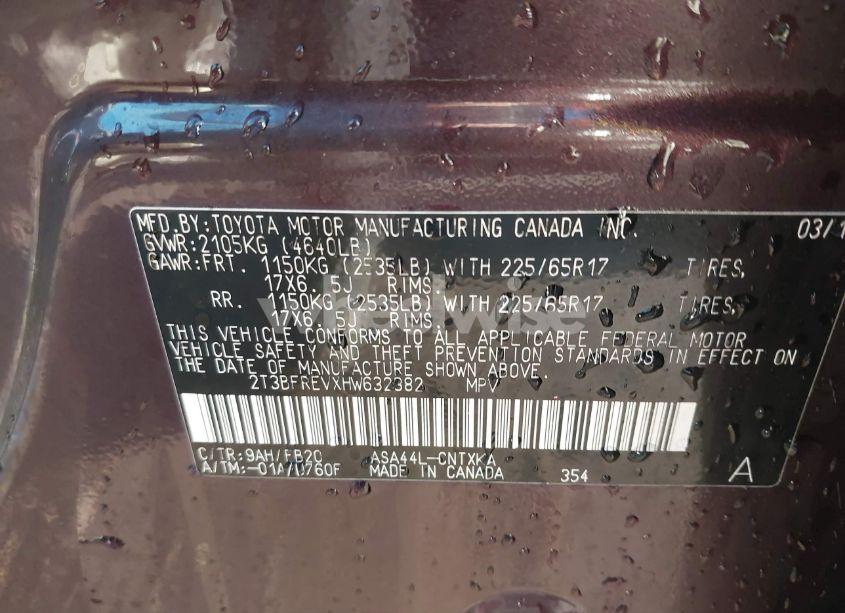 MFD.BY:TOYOTA MOTOR MANUFACTURING CANADA INC. 03/1
GVWR:2105KG (4640LB)
GAWR:FRT. 1150KG (2535LB) WITH 225/65R17 TIRES,
17X6. 5J RIMS.
RR. 1150KG (2535LB) WITH 225/65R17 TIRES,
17X6. 5J RIMS.
THIS VEHICLE CONFORMS TO ALL APPLICABLE FEDERAL MOTOR
VEHICLE SAFETY AND THEFT PREVENTION STANDARDS IN EFFECT ON
THE DATE OF MANUFACTURE SHOWN ABOVE.
2T3BFREVXHW632382 MPV
C/TR:9AH/FB20 ASA44L-CNTXKA
A/TM:-01A/U760F MADE IN CANADA 354 A